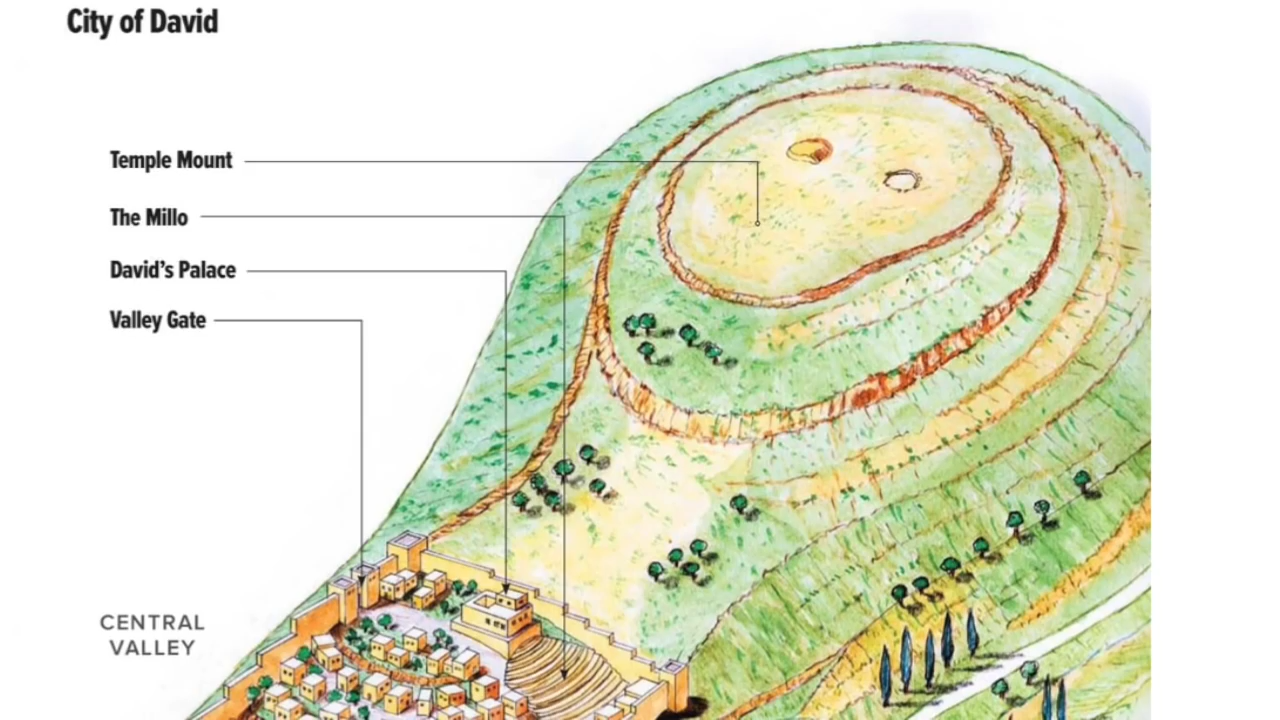 City of David
Temple Mount
The Millo
David’s Palace
Valley Gate
CENTRAL
VALLEY